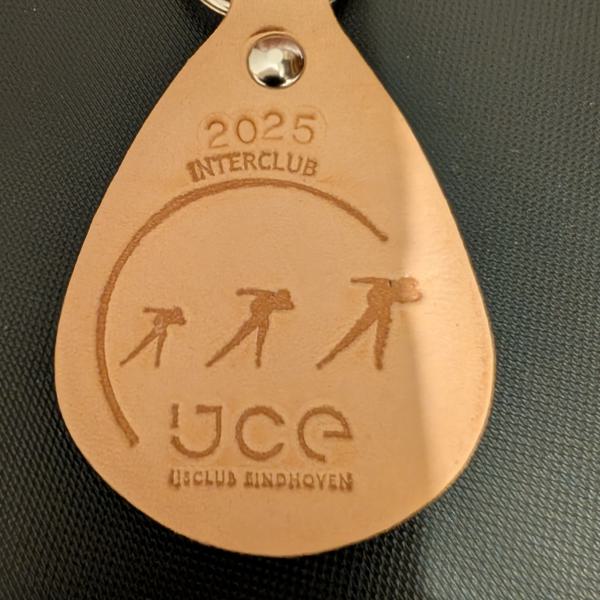 2025
INTERCLUB
IJCE
IJSCLUB EINDHOVEN